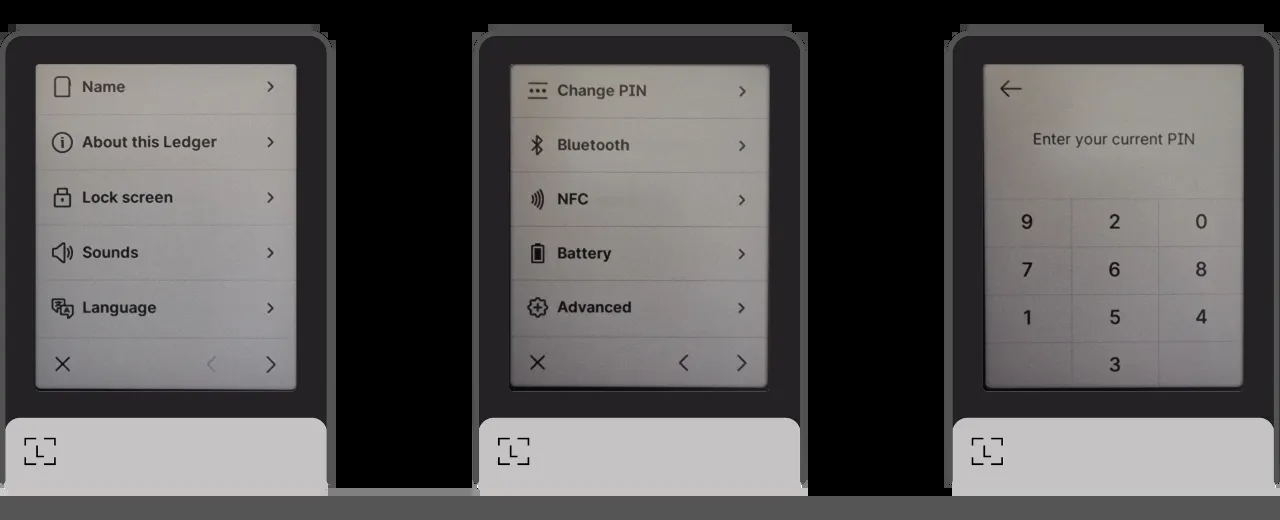 Name
About this Ledger
Lock screen
Sounds
Language
Change PIN
Bluetooth
NFC
Battery
Advanced
Enter your current PIN
9 2 0
7 6 8
1 5 4
3